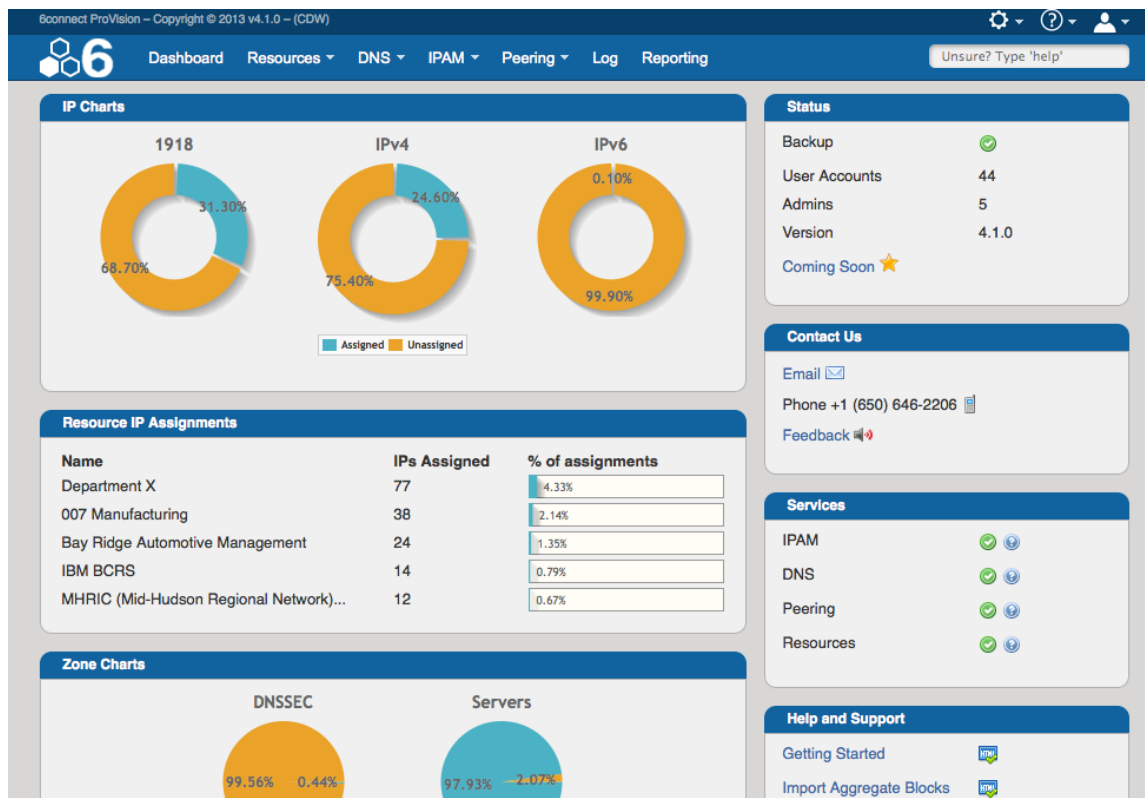 6connect ProVision – Copyright © 2013 v4.1.0 – (CDW)
6
Dashboard Resources DNS IPAM Peering Log Reporting
Unsure? Type 'help'
IP Charts
1918 IPv4 IPv6
31.30% 68.70%
24.60% 75.40%
0.10% 99.90%
Assigned Unassigned
Resource IP Assignments
Name IPs Assigned % of assignments
Department X 77 4.33%
007 Manufacturing 38 2.14%
Bay Ridge Automotive Management 24 1.35%
IBM BCRS 14 0.79%
MHRIC (Mid-Hudson Regional Network)... 12 0.67%
Zone Charts
DNSSEC Servers
99.56% 0.44% 97.93% 2.07%
Status
Backup
User Accounts 44
Admins 5
Version 4.1.0
Coming Soon
Contact Us
Email
Phone +1 (650) 646-2206
Feedback
Services
IPAM
DNS
Peering
Resources
Help and Support
Getting Started HTML
Import Aggregate Blocks HTML